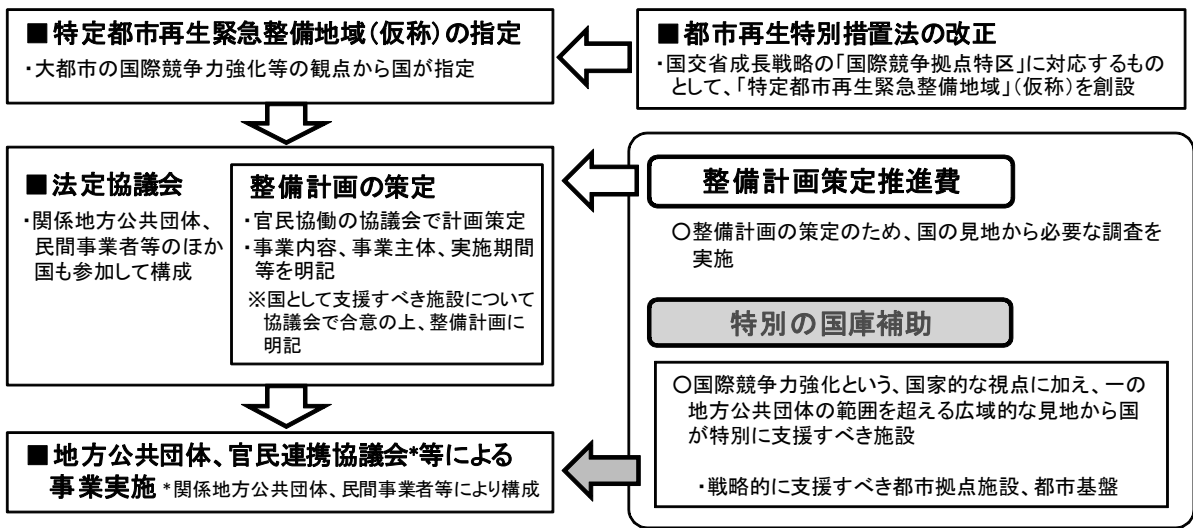 ■特定都市再生緊急整備地域(仮称)の指定
・大都市の国際競争力強化等の観点から国が指定
■都市再生特別措置法の改正
・国交省成長戦略の「国際競争拠点特区」に対応するもの
として、「特定都市再生緊急整備地域」(仮称)を創設
■法定協議会
・関係地方公共団体、
民間事業者等のほか
国も参加して構成
整備計画の策定
・官民協働の協議会で計画策定
・事業内容、事業主体、実施期間
等を明記
※国として支援すべき施設について
協議会で合意の上、整備計画に
明記
整備計画策定推進費
○整備計画の策定のため、国の見地から必要な調査を
実施
特別の国庫補助
○国際競争力強化という、国家的な視点に加え、一の
地方公共団体の範囲を超える広域的な見地から国
が特別に支援すべき施設
・戦略的に支援すべき都市拠点施設、都市基盤
■地方公共団体、官民連携協議会*等による
事業実施 *関係地方公共団体、民間事業者等により構成